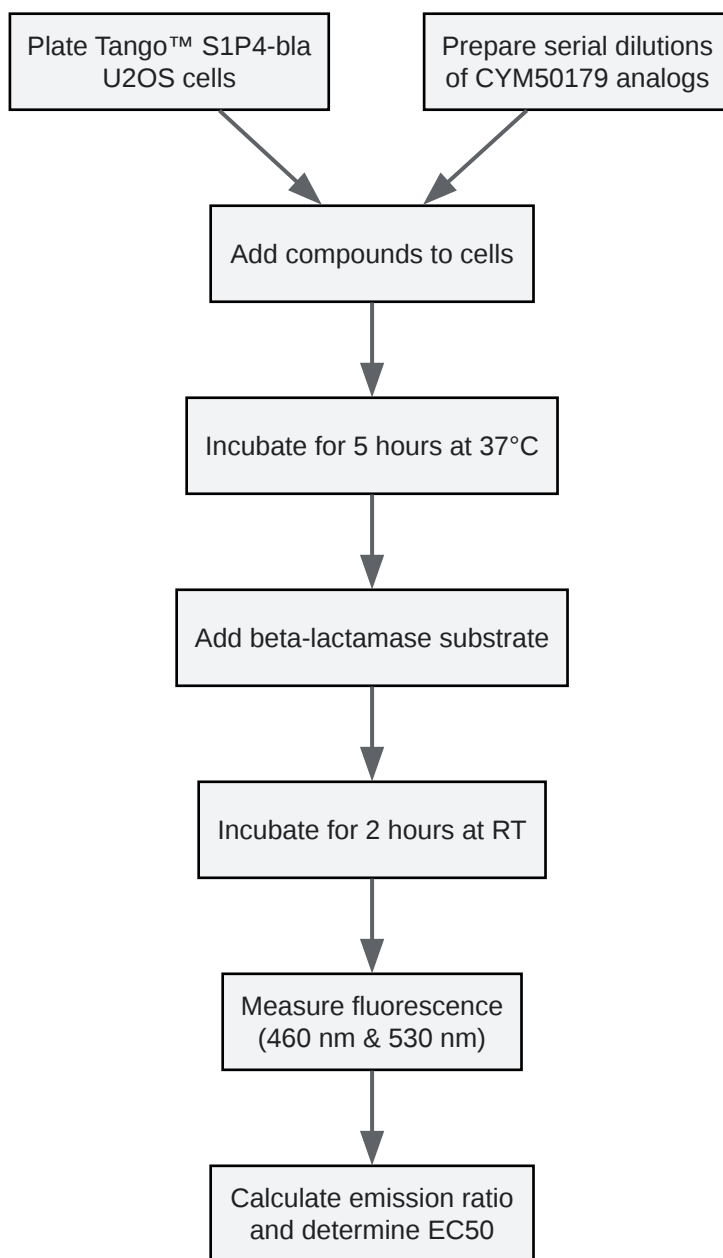 Plate Tango™ S1P4-bla
U2OS cells
Prepare serial dilutions
of CYM50179 analogs
Add compounds to cells
Incubate for 5 hours at 37°C
Add beta-lactamase substrate
Incubate for 2 hours at RT
Measure fluorescence
(460 nm & 530 nm)
Calculate emission ratio
and determine EC50